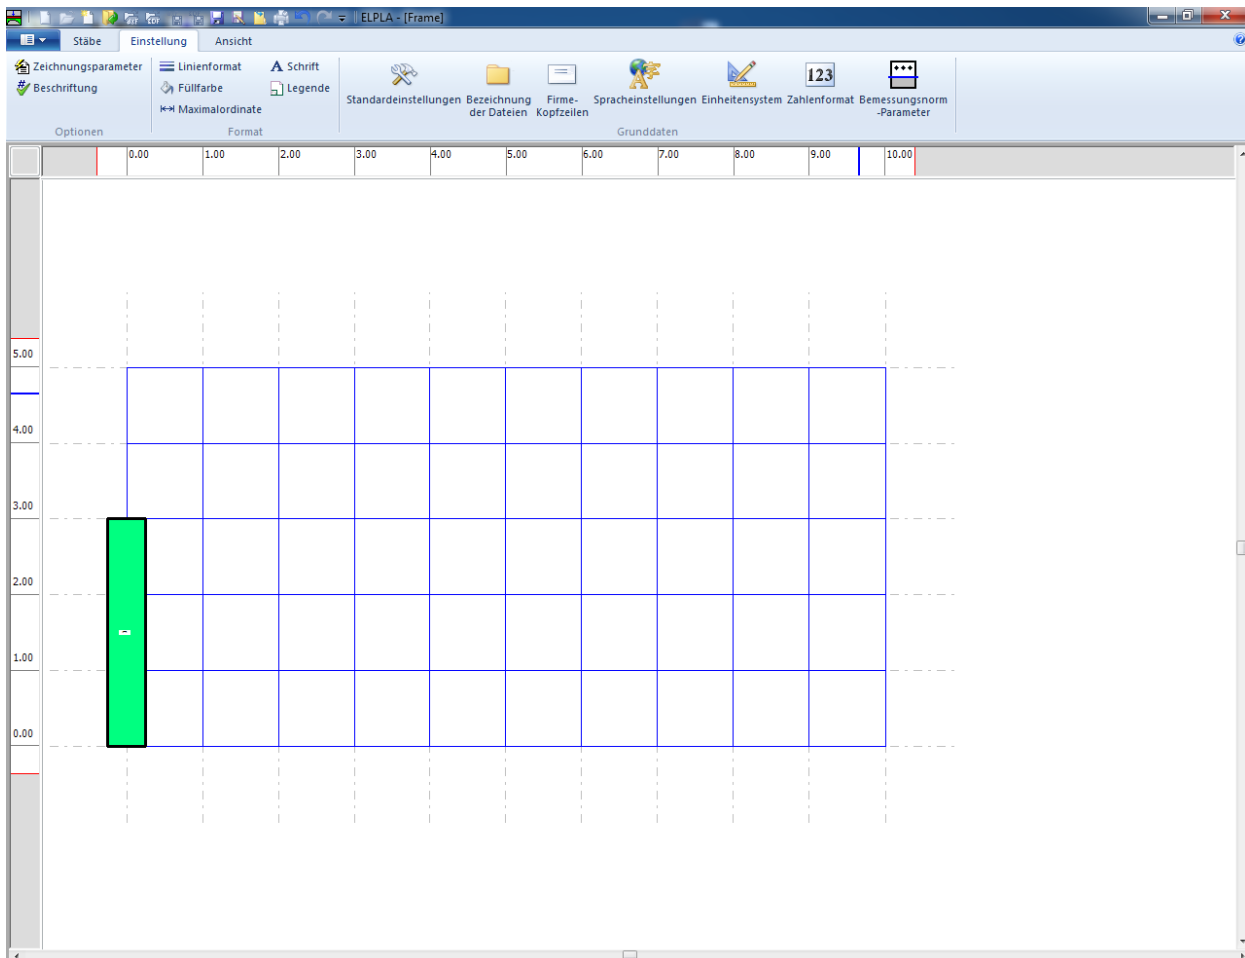 ELPLA - [Frame]
Stäbe Einstellung Ansicht
Zeichnungsparameter Linienformat A Schrift
Beschriftung Füllfarbe Legende
Maximalordinate
Standardeinstellungen Bezeichnung der Dateien Firme-Kopfzeilen Spracheinstellungen Einheitensystem 123 Zahlenformat Bemessungsnorm-Parameter
Optionen Format Grunddaten
0.00 1.00 2.00 3.00 4.00 5.00 6.00 7.00 8.00 9.00 10.00
5.00
4.00
3.00
2.00
1.00
0.00